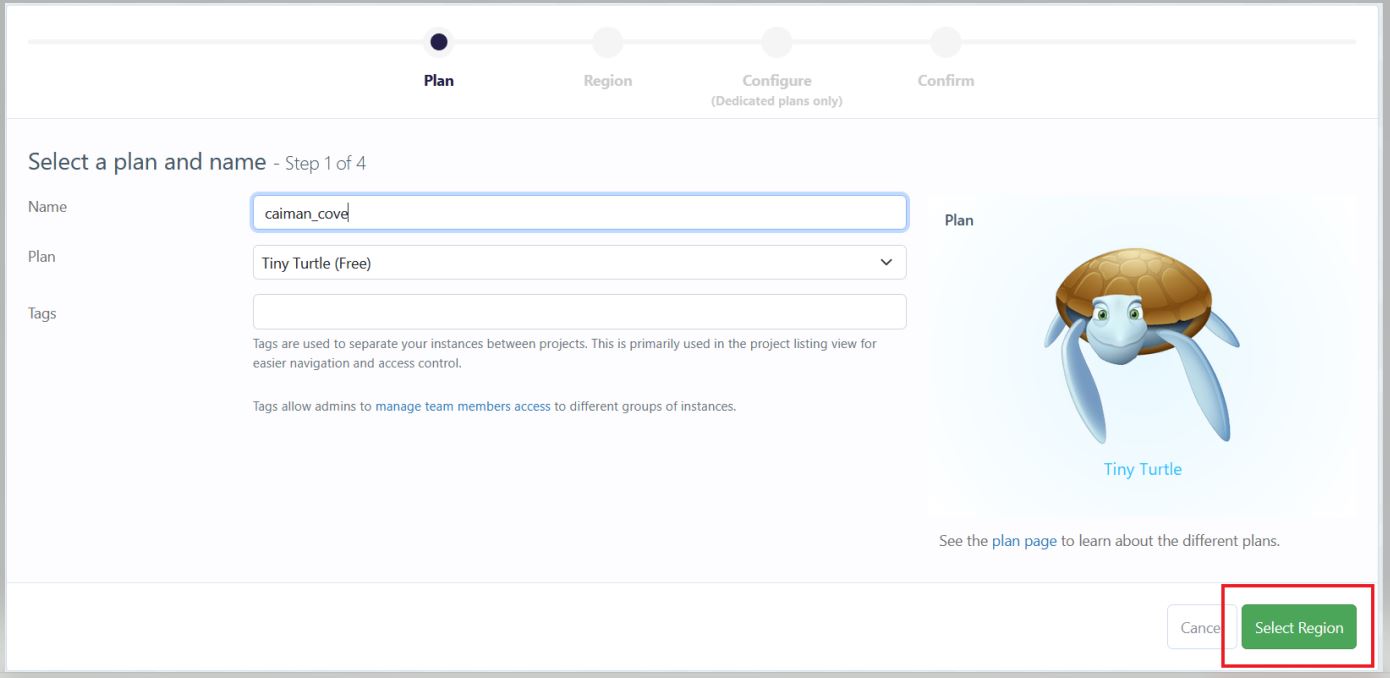 Plan
Region
Configure
(Dedicated plans only)
Confirm
Select a plan and name - Step 1 of 4
Name
caiman_cove
Plan
Tiny Turtle (Free)
Tags
Tags are used to separate your instances between projects. This is primarily used in the project listing view for
easier navigation and access control.
Tags allow admins to manage team members access to different groups of instances.
Plan
Tiny Turtle
See the plan page to learn about the different plans.
Cance
Select Region